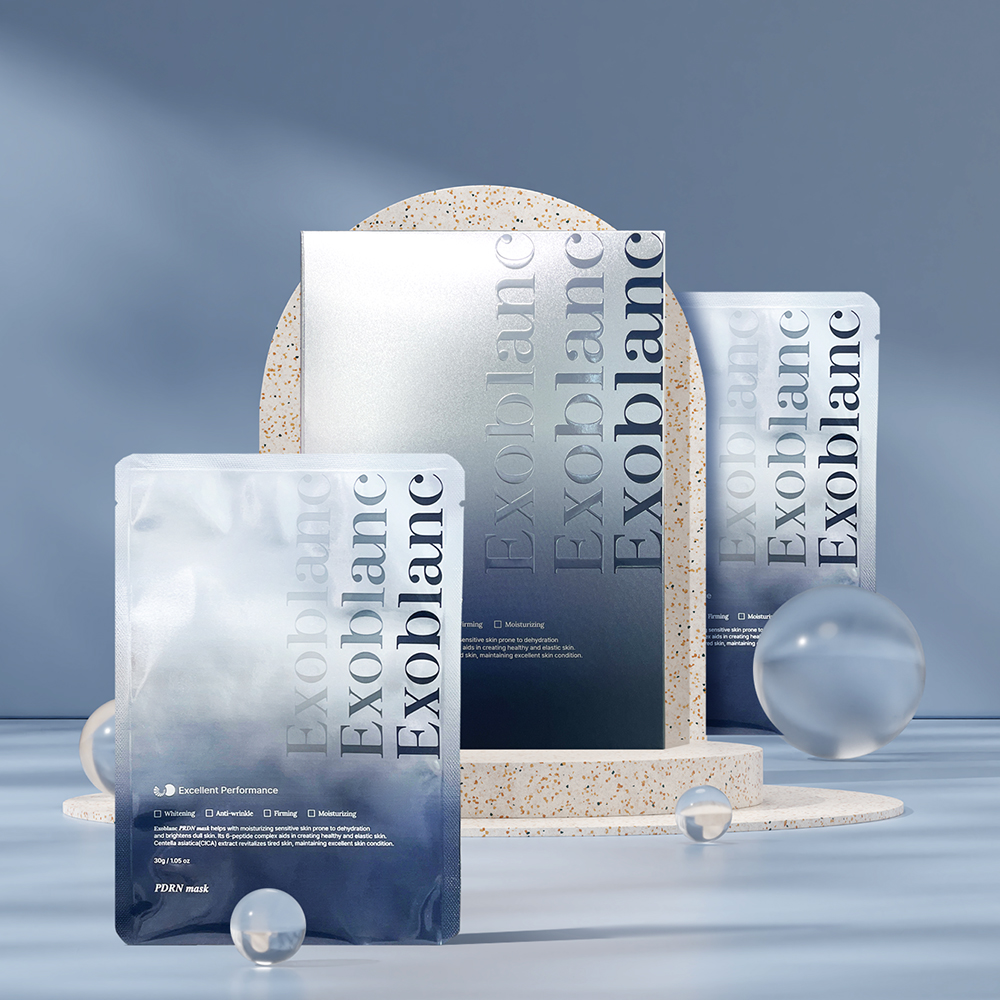 Exoblanc
Exoblanc
Exoblanc
Firming Moisturizing
sensitive skin prone to dehydration
aids in creating healthy and elastic skin.
skin, maintaining excellent skin condition.
Exoblanc
Exoblanc
Exoblanc
sensitive skin prone to
aids in creating
skin, maintaining
Exoblanc
Exoblanc
Exoblanc
Excellent Performance
Whitening Anti-wrinkle Firming Moisturizing
Exoblanc PRDN mask helps with moisturizing sensitive skin prone to dehydration
and brightens dull skin. Its 6-peptide complex aids in creating healthy and elastic skin.
Centella asiatica(CICA) extract revitalizes tired skin, maintaining excellent skin condition.
30g / 1.05 oz
PDRN mask